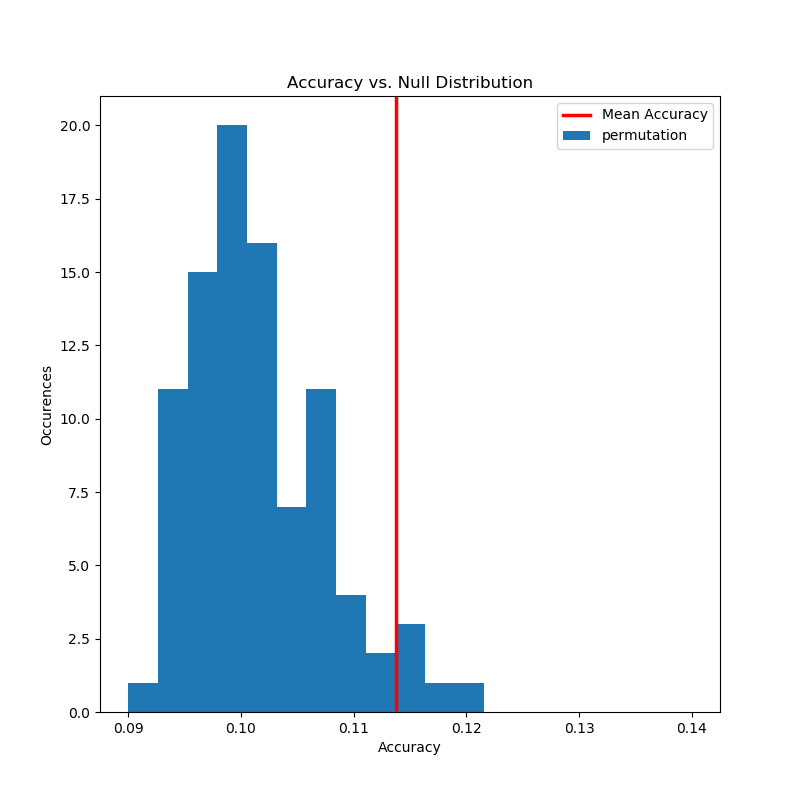 Accuracy vs. Null Distribution
Mean Accuracy
permutation
20.0
17.5
15.0
12.5
10.0
7.5
5.0
2.5
0.0
Occurences
0.09 0.10 0.11 0.12 0.13 0.14
Accuracy